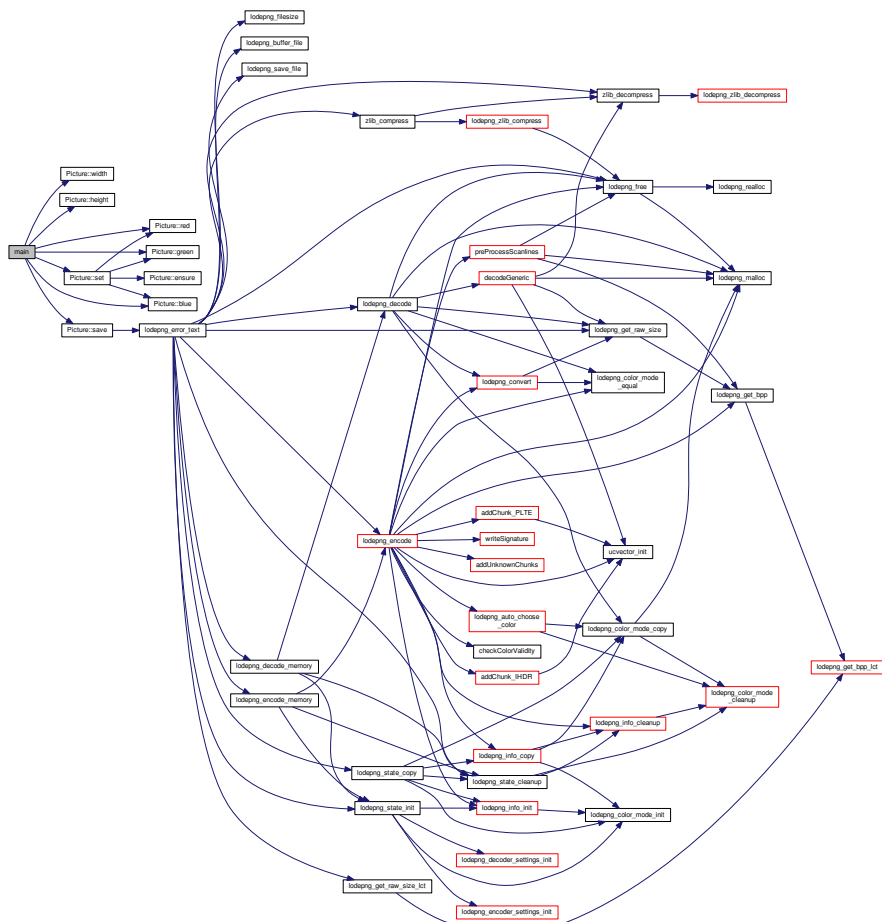 lodepng_filesize
lodepng_buffer_file
lodepng_save_file
zlib_decompress
lodepng_zlib_decompress
zlib_compress
lodepng_zlib_compress
Picture::width
lodepng_free
lodepng_realloc
Picture::height
Picture::red
main
Picture::green
preProcessScanlines
Picture::set
Picture::ensure
decodeGeneric
lodepng_malloc
Picture::blue
lodepng_decode
Picture::save
lodepng_error_text
lodepng_get_raw_size
lodepng_convert
lodepng_color_mode
_equal
lodepng_get_bpp
addChunk_PLTE
lodepng_encode
writeSignature
ucvector_init
addUnknownChunks
lodepng_auto_choose
_color
lodepng_color_mode_copy
checkColorValidity
lodepng_decode_memory
lodepng_get_bpp_lct
addChunk_IHDR
lodepng_encode_memory
lodepng_color_mode
_cleanup
lodepng_info_cleanup
lodepng_info_copy
lodepng_state_copy
lodepng_state_cleanup
lodepng_state_init
lodepng_info_init
lodepng_color_mode_init
lodepng_decoder_settings_init
lodepng_get_raw_size_lct
lodepng_encoder_settings_init